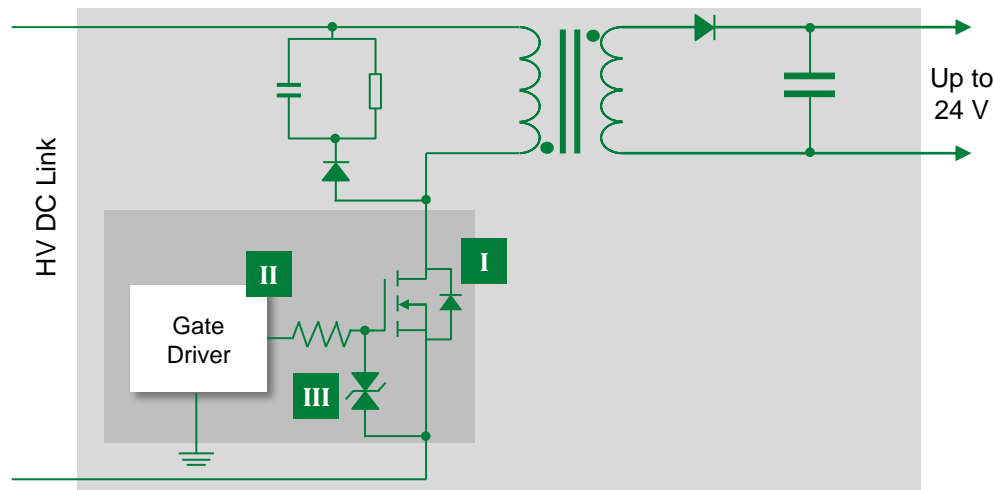 HV DC Link
Gate
Driver
I
II
III
Up to
24 V